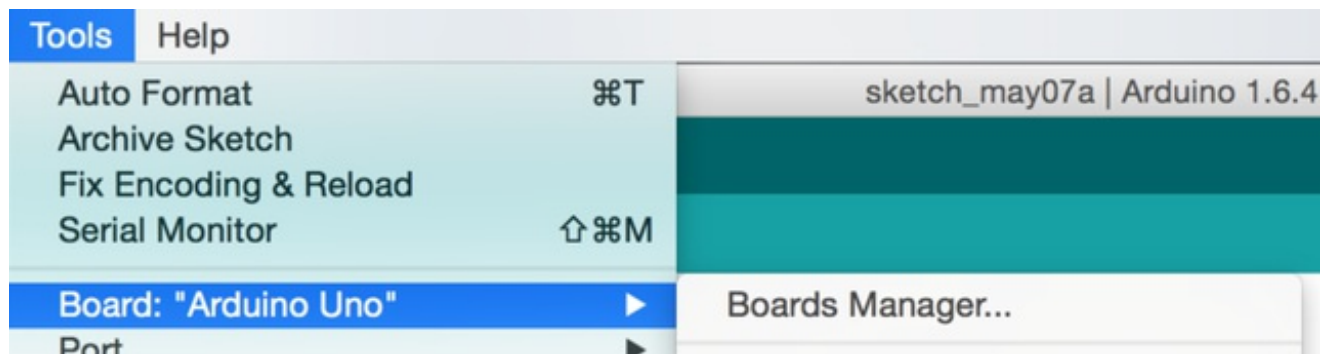 Tools Help
Auto Format ⌘T
sketch_may07a | Arduino 1.6.4
Archive Sketch
Fix Encoding & Reload
Serial Monitor ⇧⌘M
Board: "Arduino Uno" ▶ Boards Manager...
Port ▶